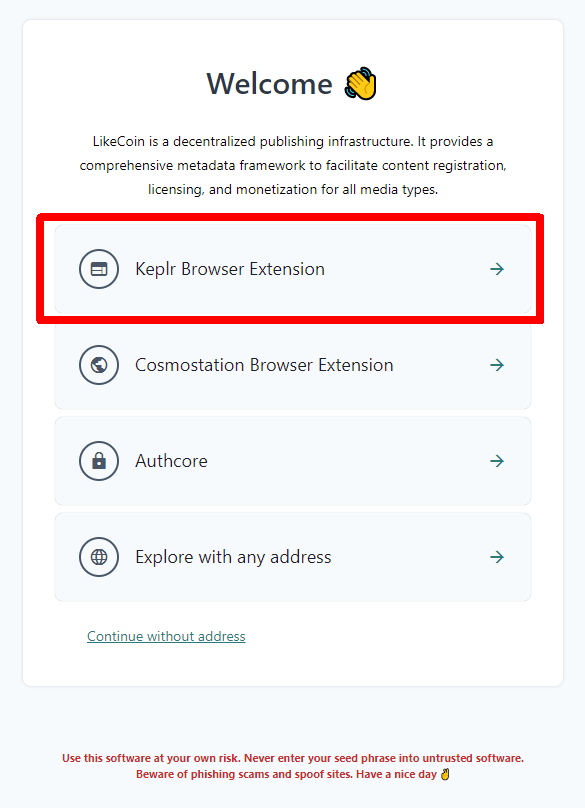 Welcome 👋
LikeCoin is a decentralized publishing infrastructure. It provides a
comprehensive metadata framework to facilitate content registration,
licensing, and monetization for all media types.
Keplr Browser Extension
Cosmostation Browser Extension
Authcore
Explore with any address
Continue without address
Use this software at your own risk. Never enter your seed phrase into untrusted software.
Beware of phishing scams and spoof sites. Have a nice day ✌